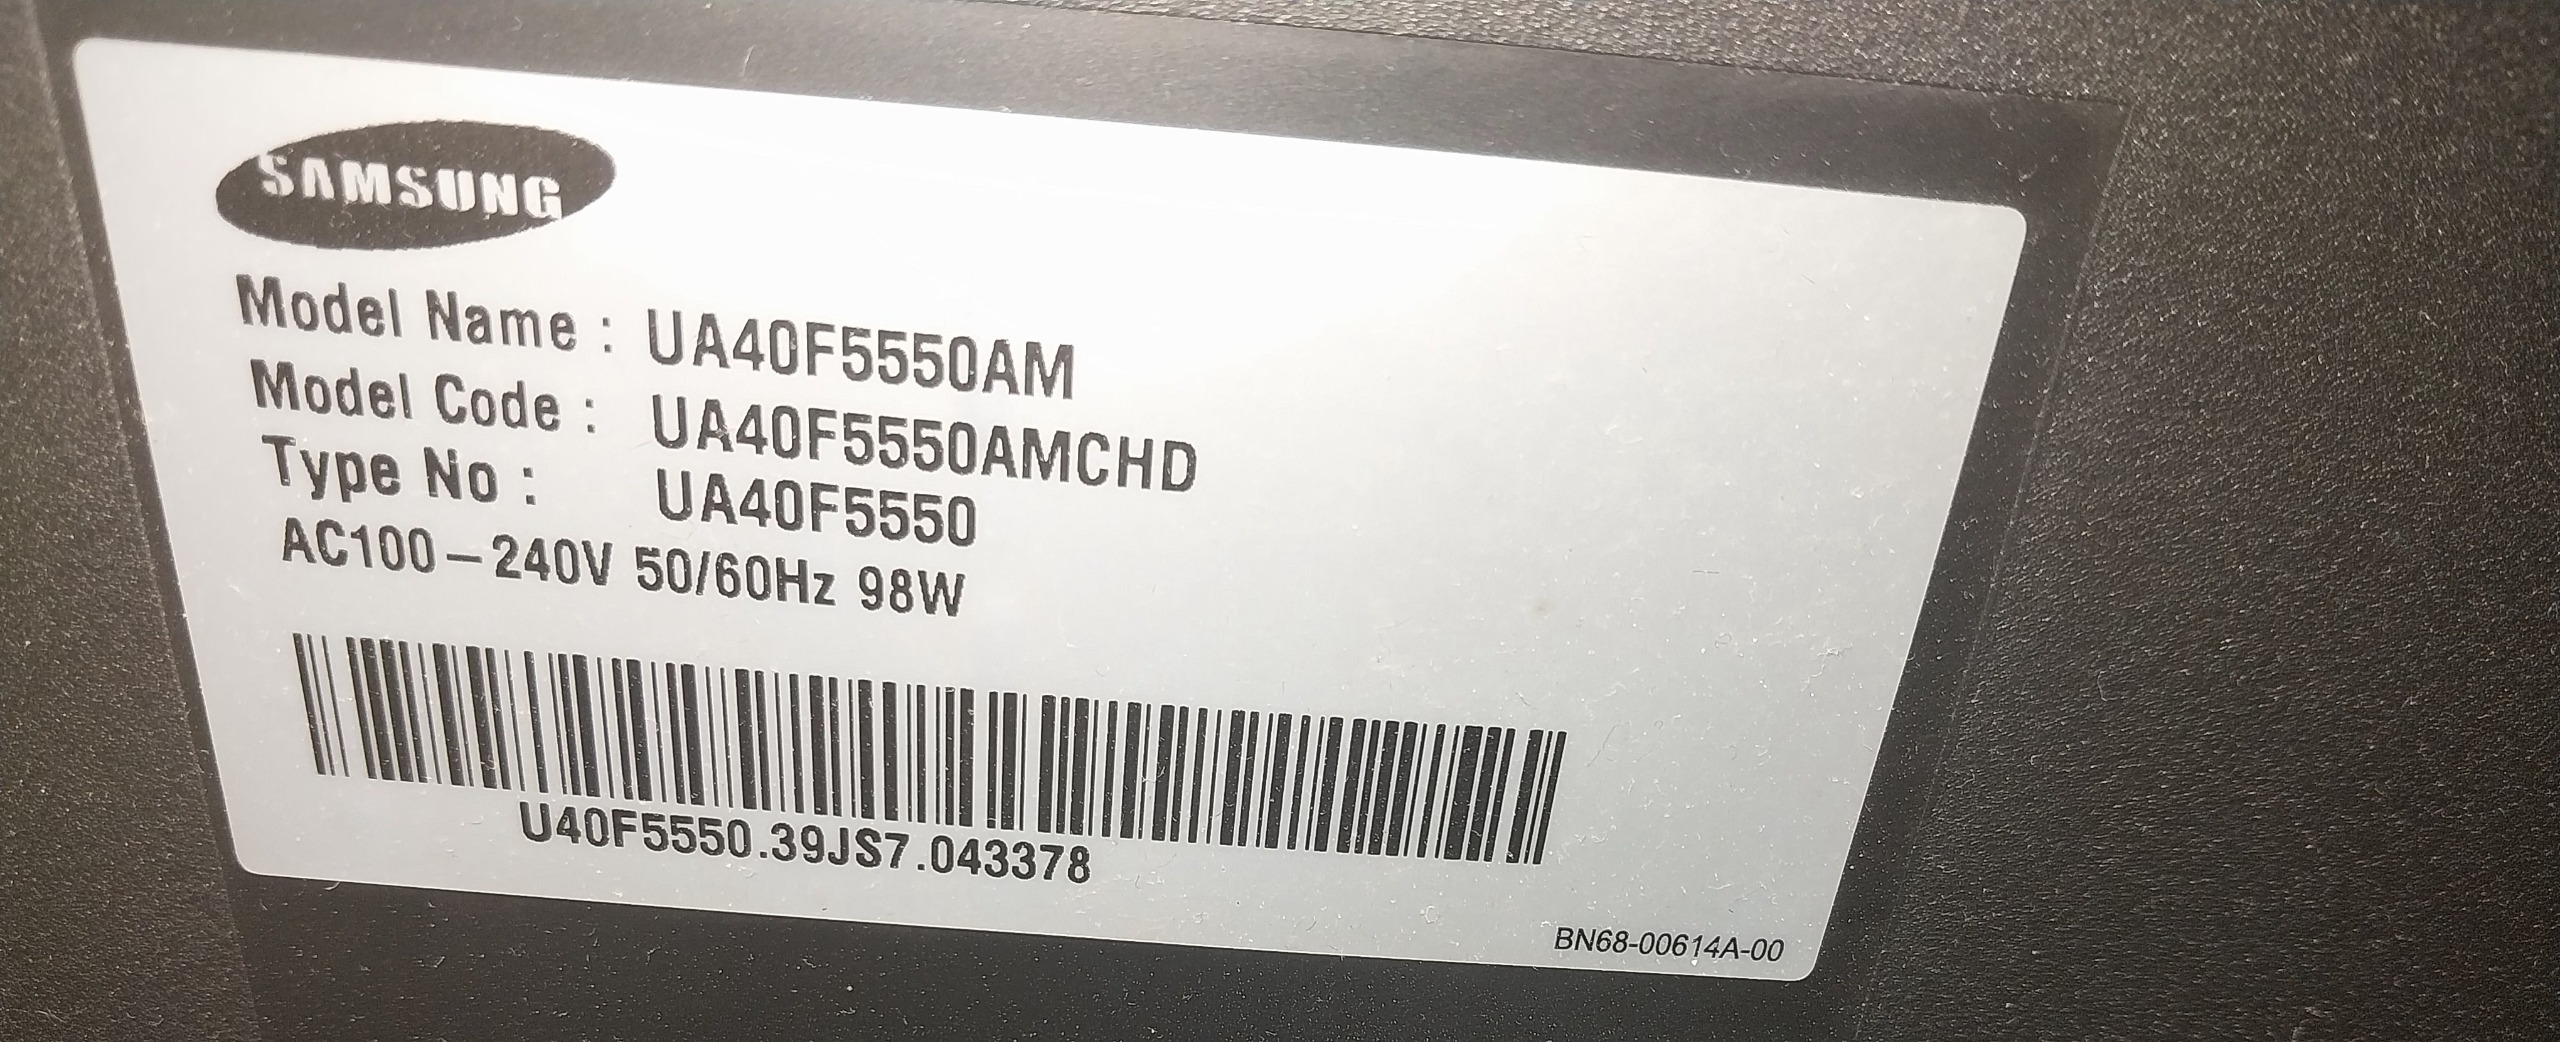 SAMSUNG
Model Name : UA40F5550AM
Model Code : UA40F5550AMCHD
Type No : UA40F5550
AC100-240V 50/60Hz 98W
U40F5550.39JS7.043378
BN68-00614A-00